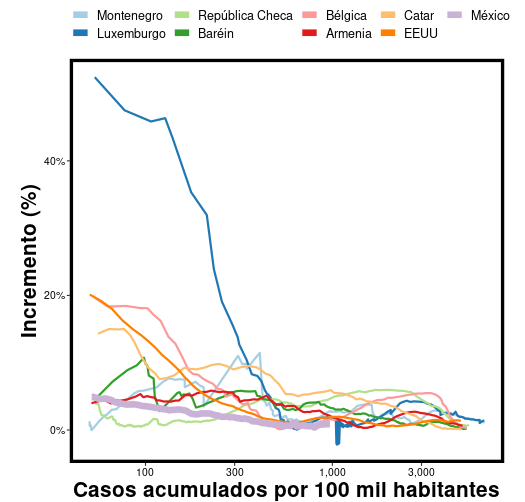 Montenegro República Checa Bélgica Catar México
Luxemburgo Baréin Armenia EEUU
40%
20%
0%
Incremento (%)
100 300 1,000 3,000
Casos acumulados por 100 mil habitantes